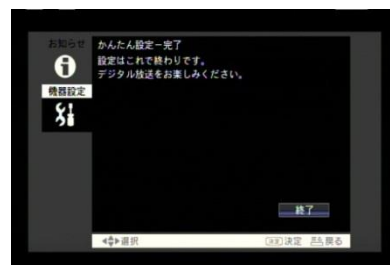 お知らせ
かんたん設定ー完了
設定はこれで終わりです。
デジタル放送をお楽しみください。
機器設定
終了
選択
決定
戻る